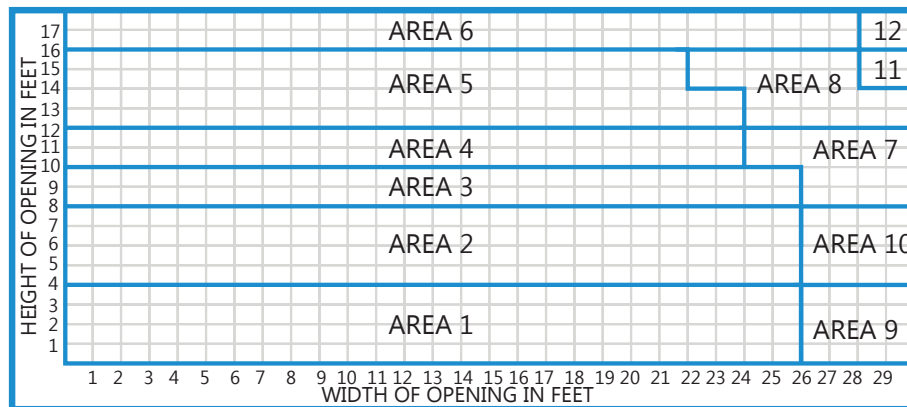 HEIGHT OF OPENING IN FEET
17
16
15
14
13
12
11
10
9
8
7
6
5
4
3
2
1
AREA 6
12
11
AREA 5
AREA 8
AREA 4
AREA 7
AREA 3
AREA 2
AREA 10
AREA 1
AREA 9
1 2 3 4 5 6 7 8 9 10 11 12 13 14 15 16 17 18 19 20 21 22 23 24 25 26 27 28 29
WIDTH OF OPENING IN FEET